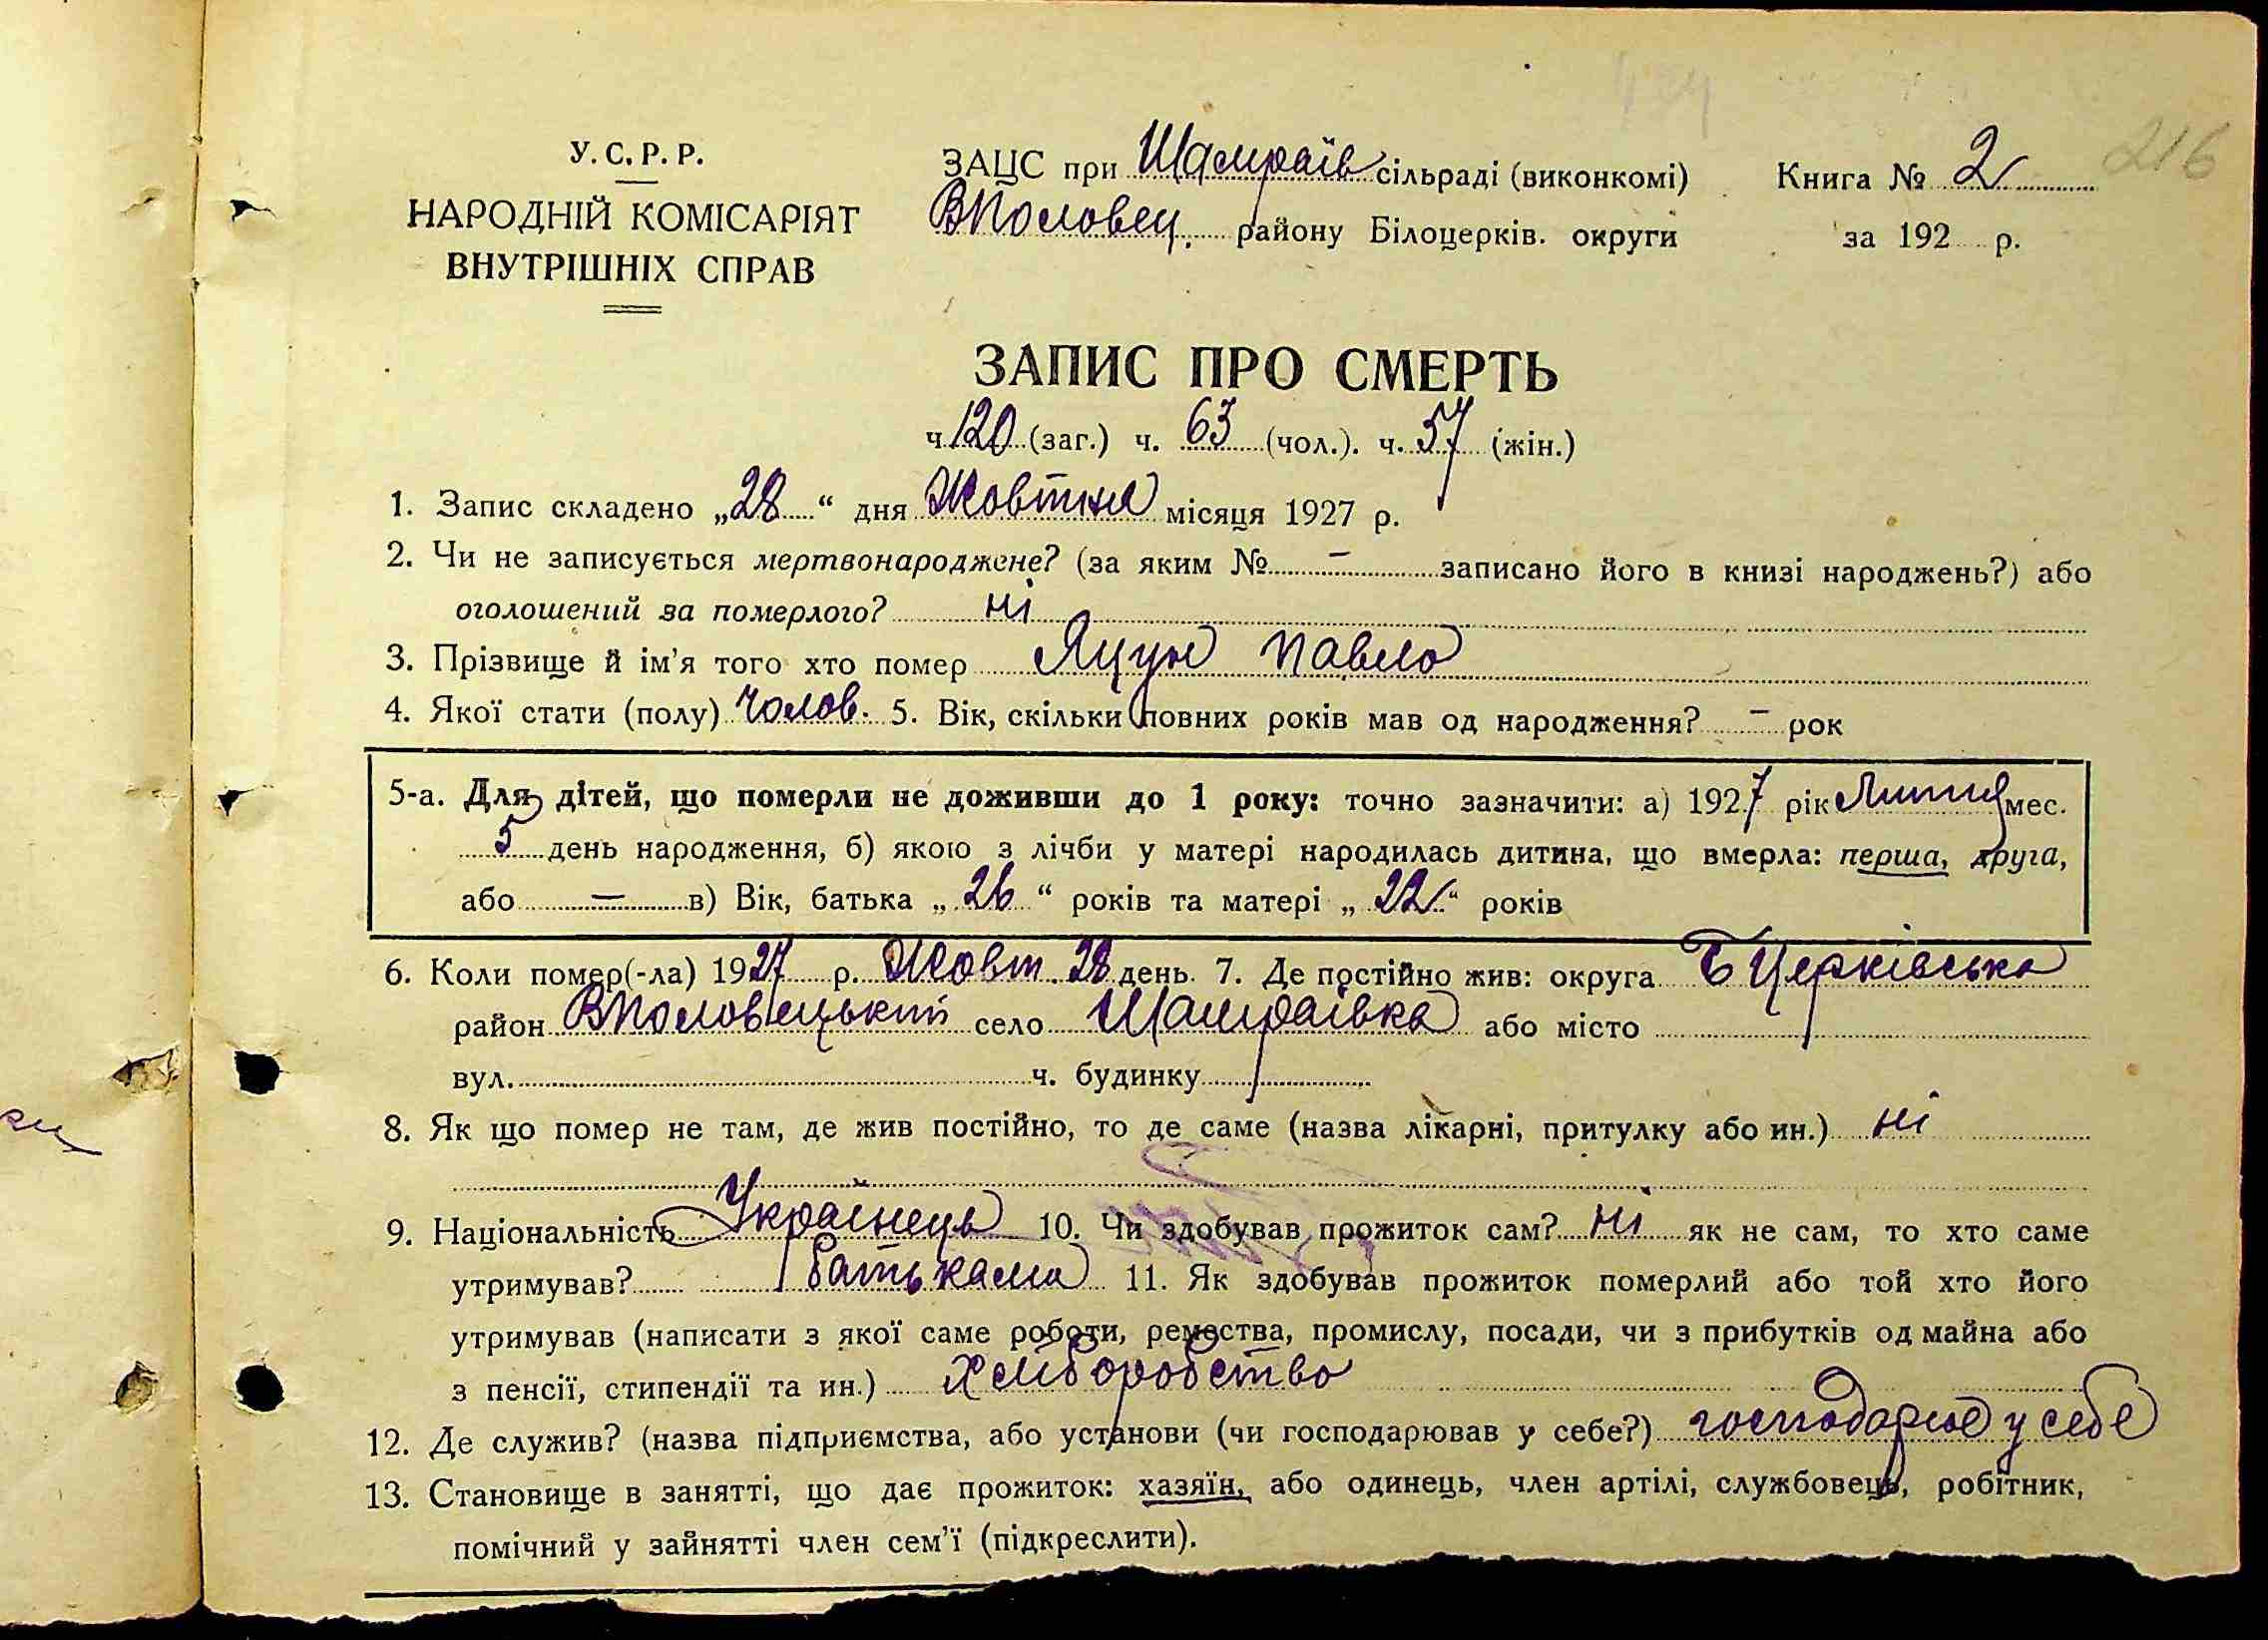 У. С. Р. Р.
НАРОДНІЙ КОМІСАРІЯТ
ВНУТРІШНІХ СПРАВ
ЗАЦС при Шамраїв сільраді (виконкомі)
ВПоловец. району Білоцерків. округи
Книга № 2
216
за 192 р.
ЗАПИС ПРО СМЕРТЬ
ч. 120 (заг.) ч. 63 (чол.). ч. 57 (жін.)
1. Запис складено „28“ дня Жовтня місяця 1927 р.
2. Чи не записується мертвонароджене? (за яким № – записано його в книзі народжень?) або
оголошений за померлого? ні
3. Прізвище й ім'я того хто помер Яцун Павло
4. Якої стати (полу) чолов. 5. Вік, скільки повних років мав од народження? – рок
5-а. Для дітей, що померли не доживши до 1 року: точно зазначити: а) 1927 рік Липня мес.
5 день народження, б) якою з лічби у матері народилась дитина, що вмерла: перша, друга,
або — в) Вік, батька „26“ років та матері „22“ років
6. Коли помер(-ла) 1927 р. Жовт. 28 день. 7. Де постійно жив: округа БЦерківська
район ВПоловецький село Шамраївка або місто
вул. ч. будинку
8. Як що помер не там, де жив постійно, то де саме (назва лікарні, притулку або ин.) ні
9. Національність Українець 10. Чи здобував прожиток сам? ні як не сам, то хто саме
утримував? Батьками 11. Як здобував прожиток померлий або той хто його
утримував (написати з якої саме роботи, ремества, промислу, посади, чи з прибутків од майна або
з пенсії, стипендії та ин.) Хліборобство
12. Де служив? (назва підприємства, або установи (чи господарював у себе?) господарює у себе
13. Становище в занятті, що дає прожиток: хазяїн, або одинець, член артілі, службовець, робітник,
помічний у зайнятті член сем'ї (підкреслити).